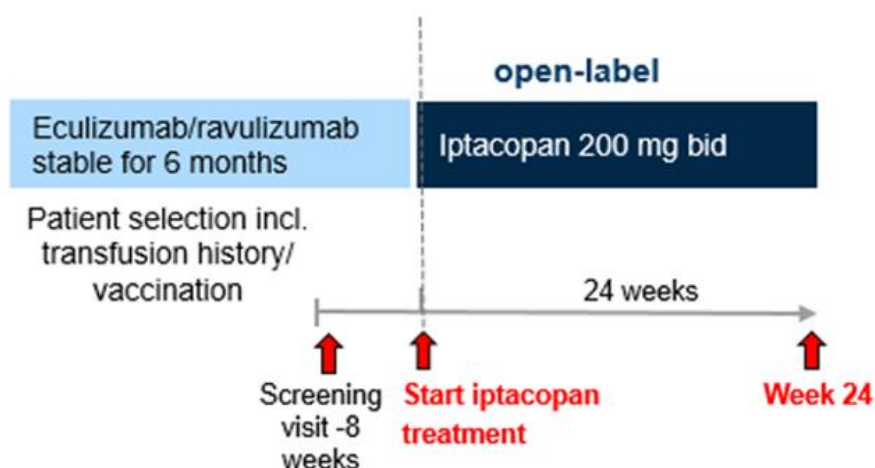 open-label
Eculizumab/ravulizumab
stable for 6 months
Iptacopan 200 mg bid
Patient selection incl.
transfusion history/
vaccination
24 weeks
Screening
visit -8
weeks
Start iptacopan
treatment
Week 24